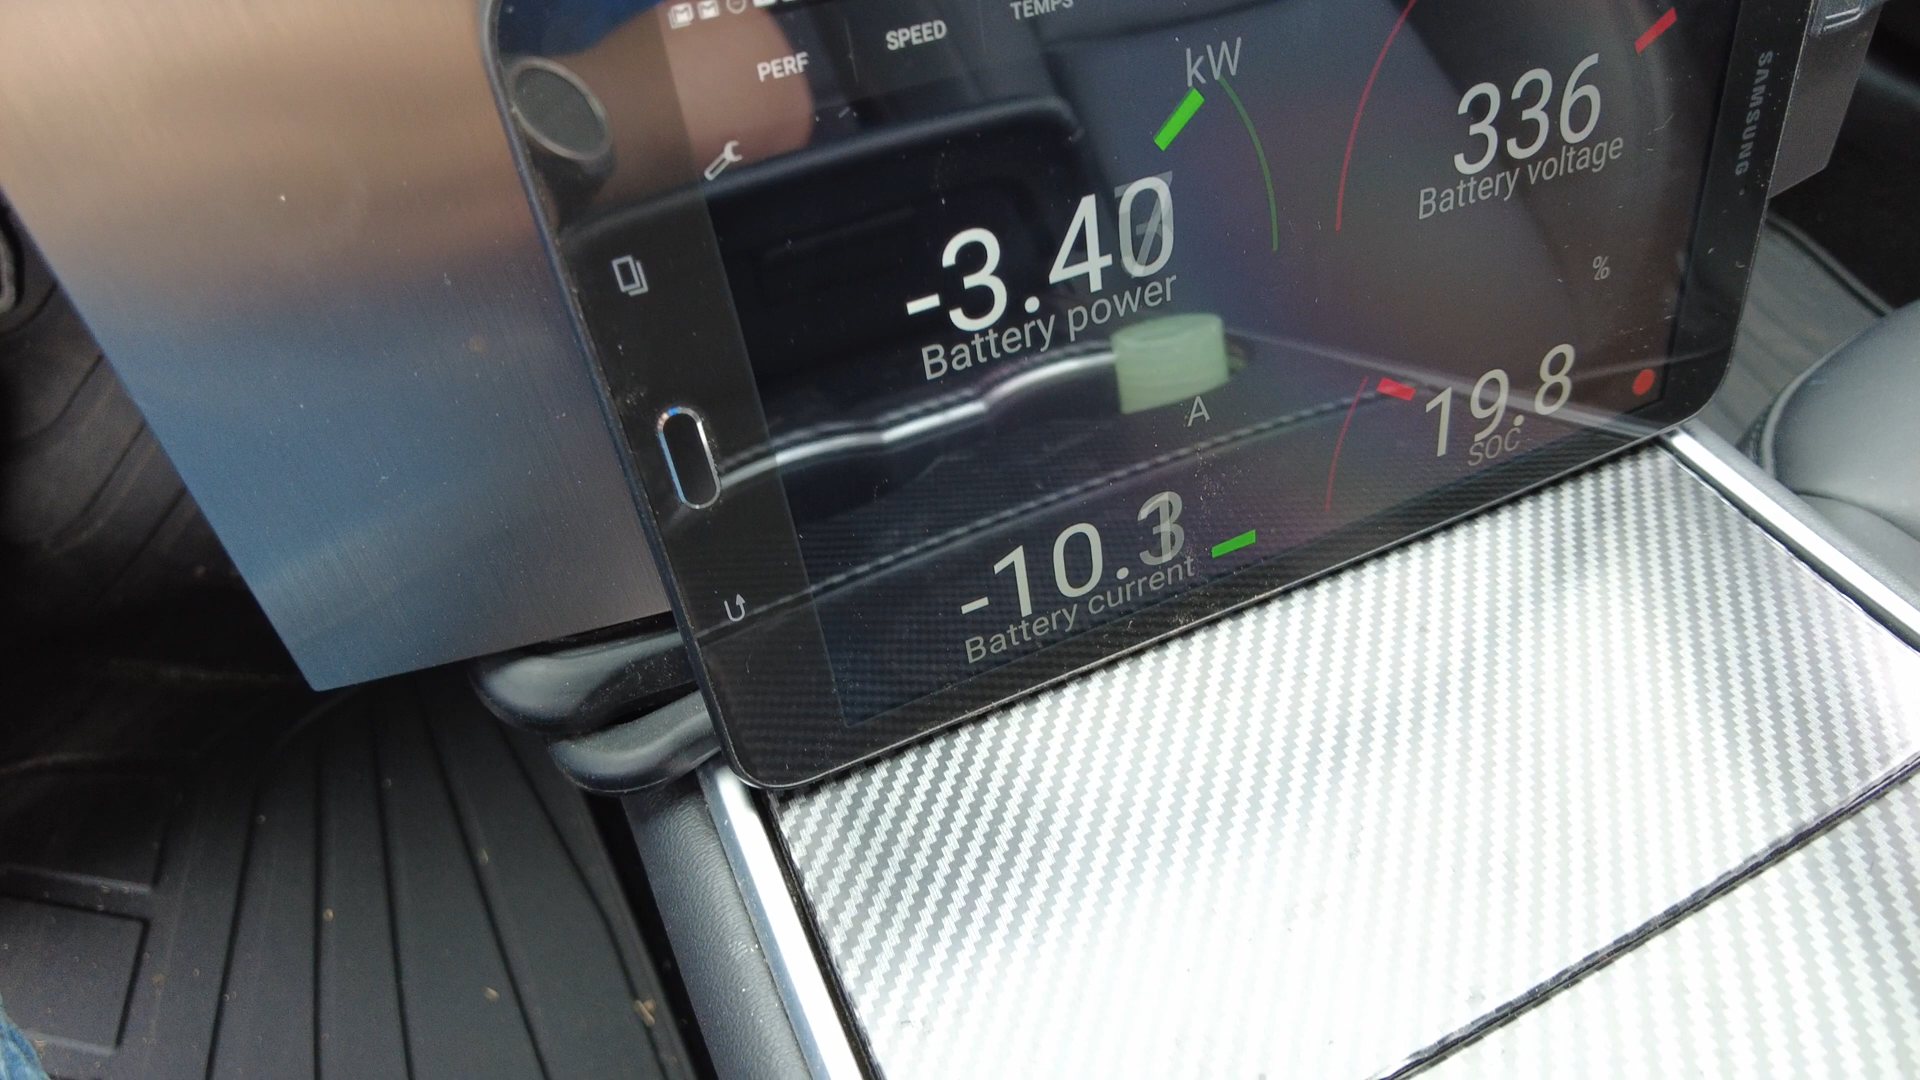 PERF
SPEED
TEMPS
kW
336
Battery voltage
SAMSUNG
-3.40
Battery power
%
19.8
SOC
A
-10.3
Battery current